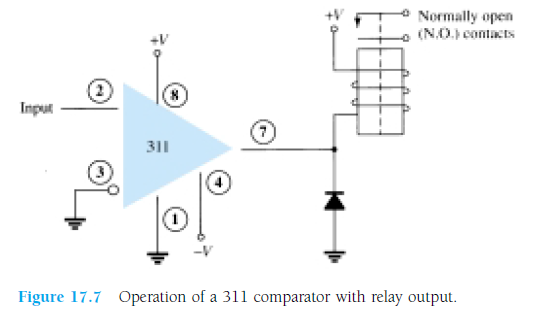 +V
Normally open
(N.O.) contacts
+V
2
8
Input
7
311
3
4
1
−V
Figure 17.7 Operation of a 311 comparator with relay output.